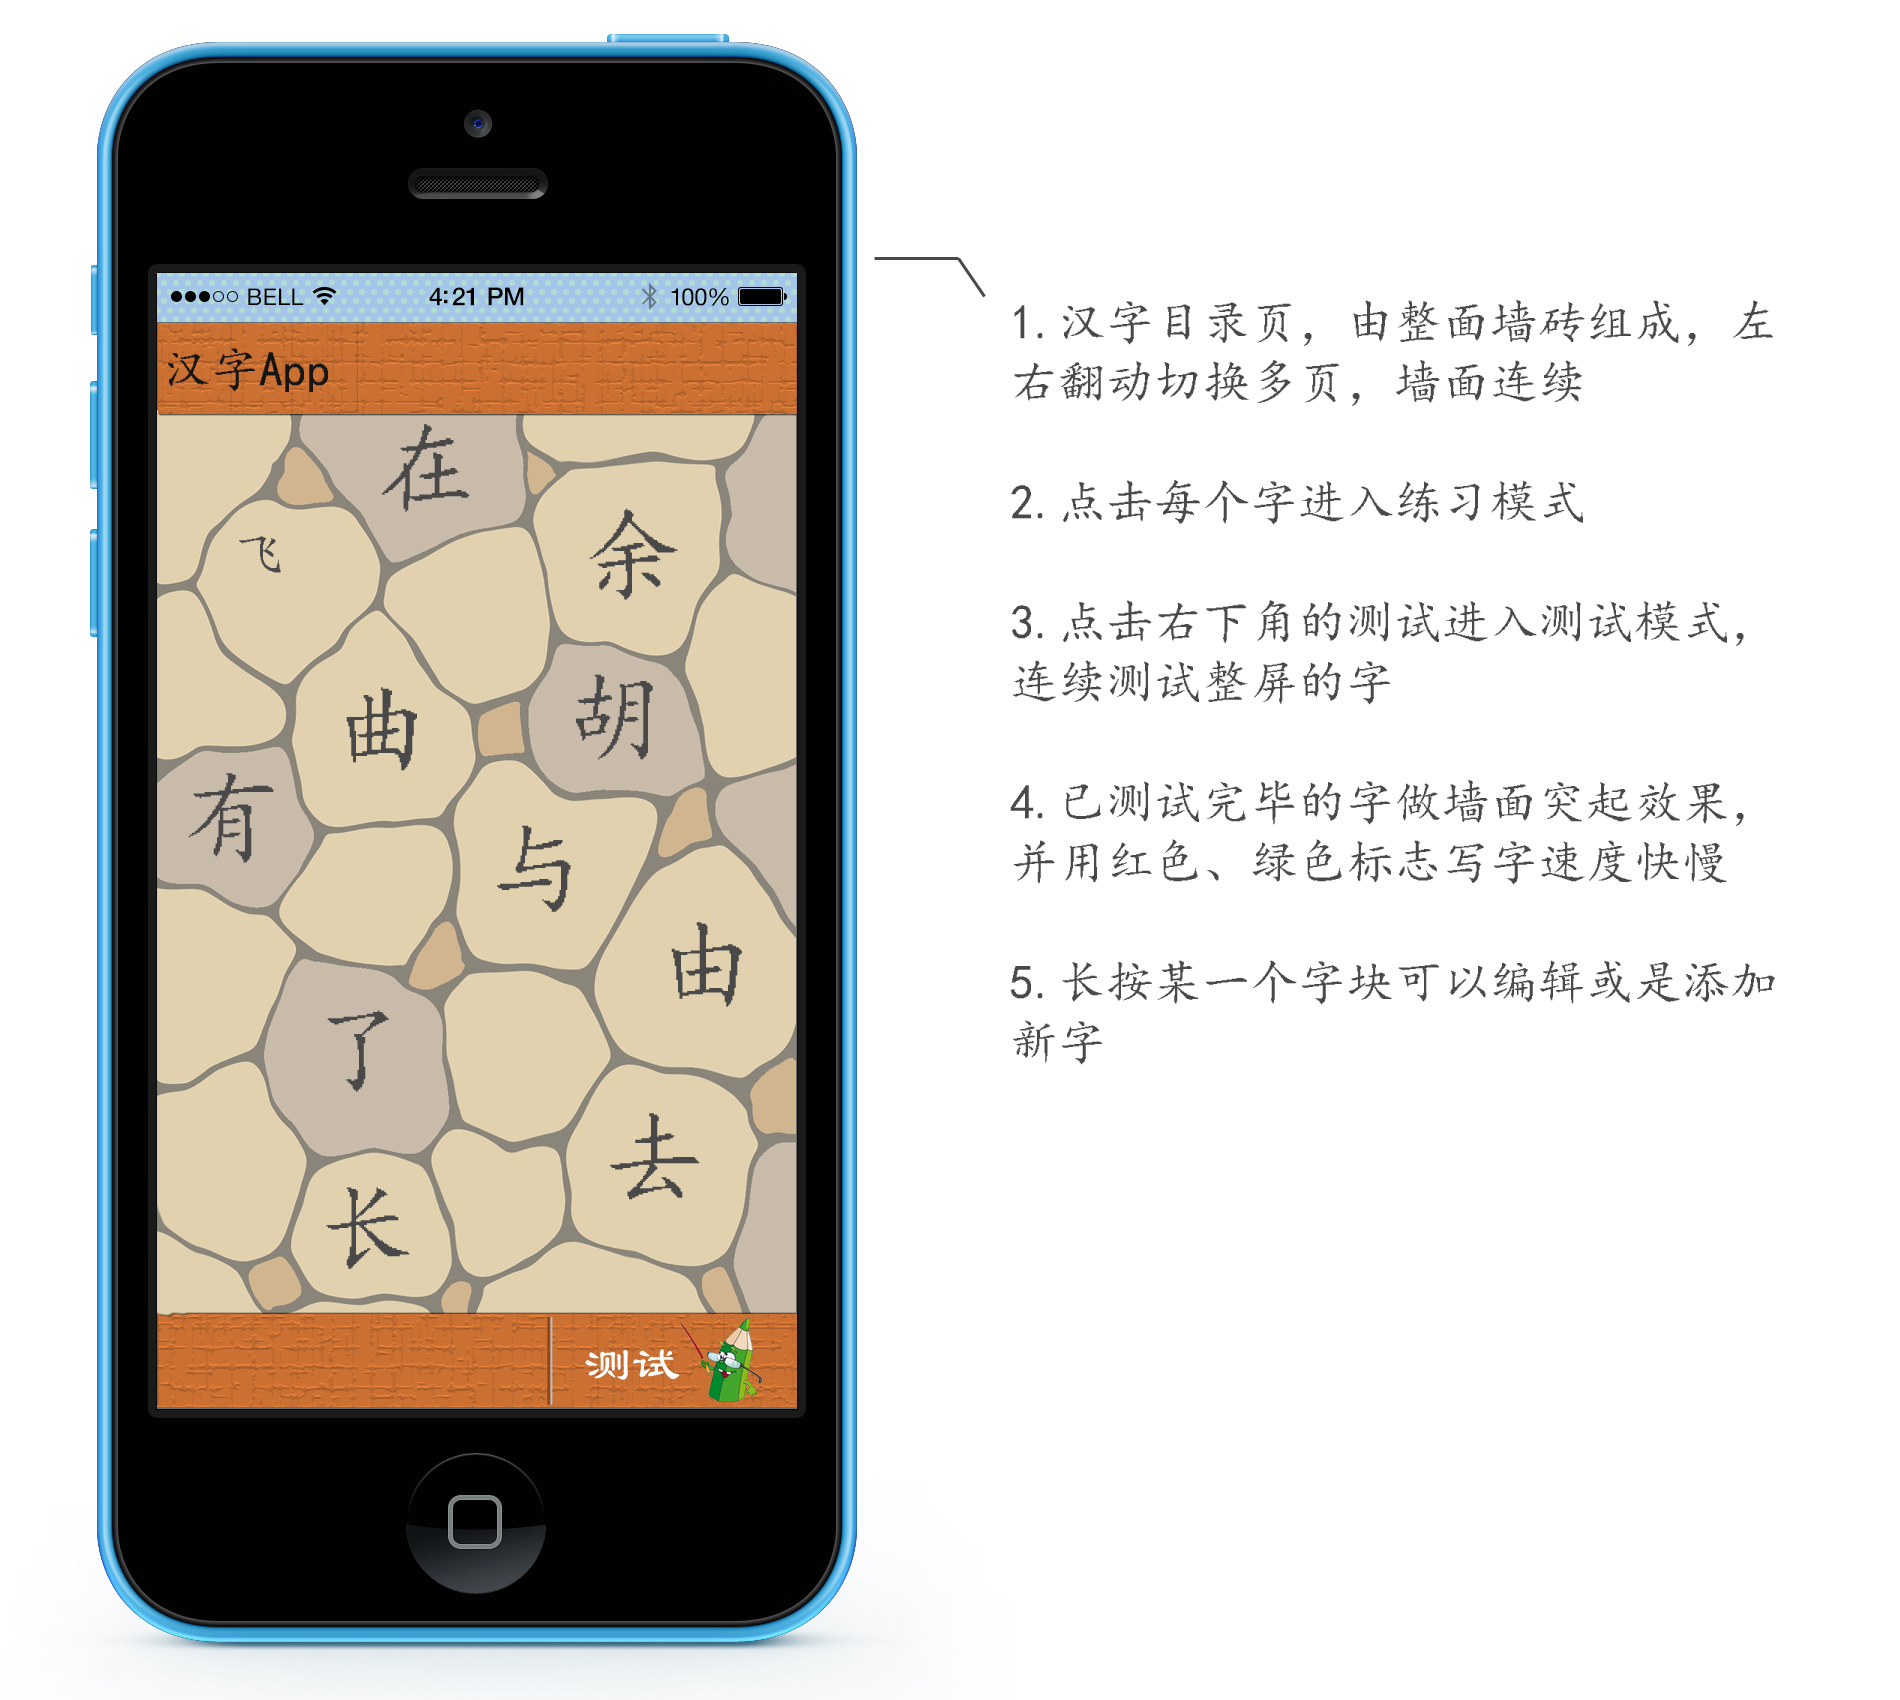 BELL 4:21 PM 100%
汉字App
在
飞
余
曲
胡
有
与
由
了
去
长
测试
1. 汉字目录页，由整面墙砖组成，左
右翻动切换多页，墙面连续
2. 点击每个字进入练习模式
3. 点击右下角的测试进入测试模式，
连续测试整屏的字
4. 已测试完毕的字做墙面突起效果，
并用红色、绿色标志写字速度快慢
5. 长按某一个字块可以编辑或是添加
新字